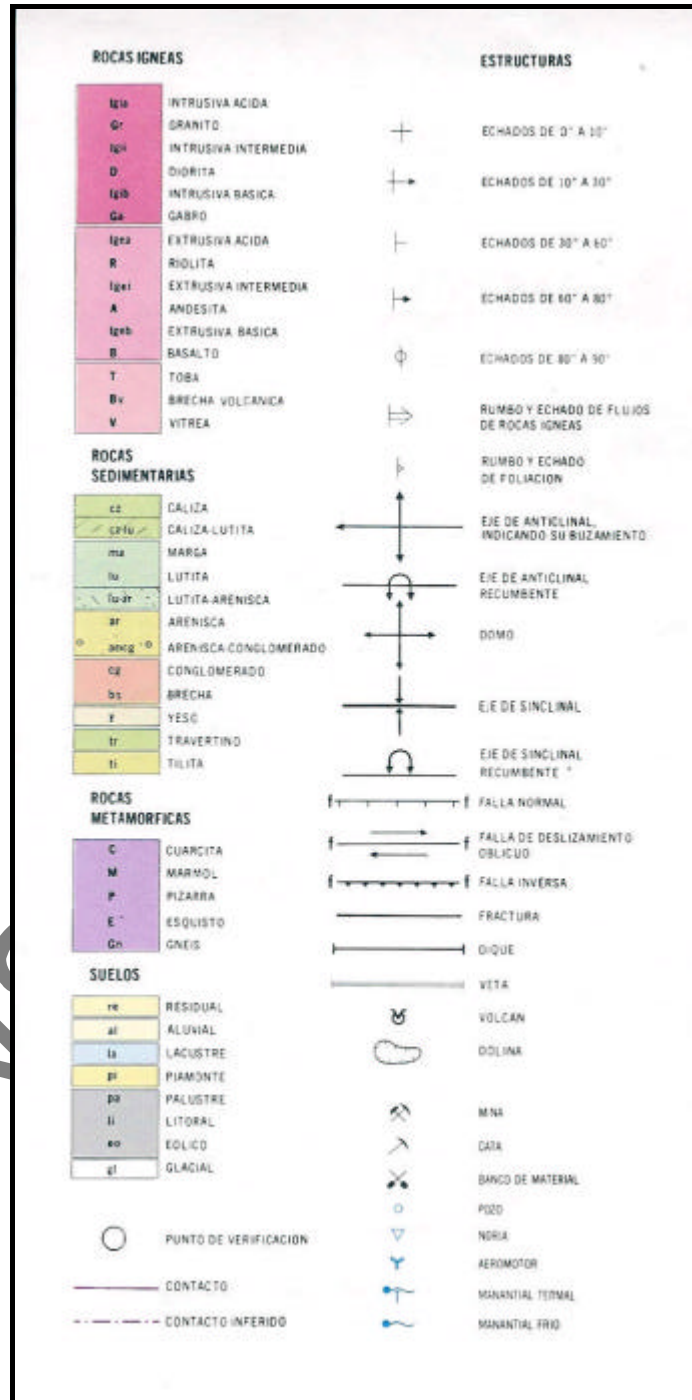 ROCAS IGNEAS
Igia INTRUSIVA ACIDA
Gr GRANITO
Igii INTRUSIVA INTERMEDIA
D DIORITA
Igib INTRUSIVA BASICA
Ga GABRO
Igea EXTRUSIVA ACIDA
R RIOLITA
Igei EXTRUSIVA INTERMEDIA
A ANDESITA
Igeb EXTRUSIVA BASICA
B BASALTO
T TOBA
Bv BRECHA VOLCANICA
V VITREA
ROCAS
SEDIMENTARIAS
cz CALIZA
cz-lu CALIZA-LUTITA
ma MARGA
lu LUTITA
lu-ar LUTITA-ARENISCA
ar ARENISCA
ar-cg ARENISCA-CONGLOMERADO
cg CONGLOMERADO
bs BRECHA
y YESO
tr TRAVERTINO
ti TILITA
ROCAS
METAMORFICAS
C CUARCITA
M MARMOL
P PIZARRA
E ESQUISTO
Gn GNEIS
SUELOS
re RESIDUAL
al ALUVIAL
la LACUSTRE
pi PIAMONTE
pa PALUSTRE
li LITORAL
eo EOLICO
gl GLACIAL
PUNTO DE VERIFICACION
CONTACTO
CONTACTO INFERIDO
ESTRUCTURAS
ECHADOS DE 0° A 10°
ECHADOS DE 10° A 30°
ECHADOS DE 30° A 60°
ECHADOS DE 60° A 80°
ECHADOS DE 80° A 90°
RUMBO Y ECHADO DE FLUJOS
DE ROCAS IGNEAS
RUMBO Y ECHADO
DE FOLIACION
EJE DE ANTICLINAL,
INDICANDO SU BUZAMIENTO
EJE DE ANTICLINAL
RECUMBENTE
DOMO
EJE DE SINCLINAL
EJE DE SINCLINAL
RECUMBENTE
f f FALLA NORMAL
f f FALLA DE DESLIZAMIENTO
OBLICUO
f f FALLA INVERSA
FRACTURA
DIQUE
VETA
VOLCAN
DOLINA
MINA
CATA
BANCO DE MATERIAL
POZO
NORIA
AEROMOTOR
MANANTIAL TERMAL
MANANTIAL FRIO